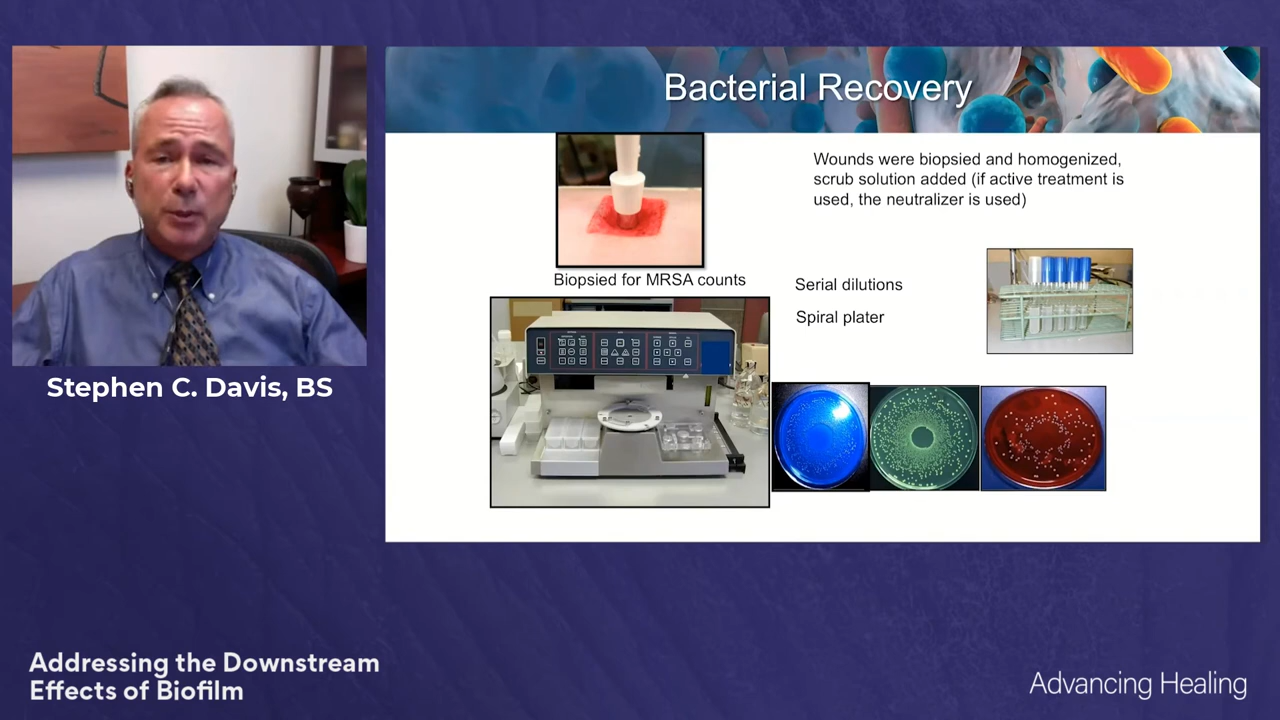 Bacterial Recovery
Wounds were biopsied and homogenized,
scrub solution added (if active treatment is
used, the neutralizer is used)
Biopsied for MRSA counts
Serial dilutions
Spiral plater
Stephen C. Davis, BS
Addressing the Downstream
Effects of Biofilm
Advancing Healing